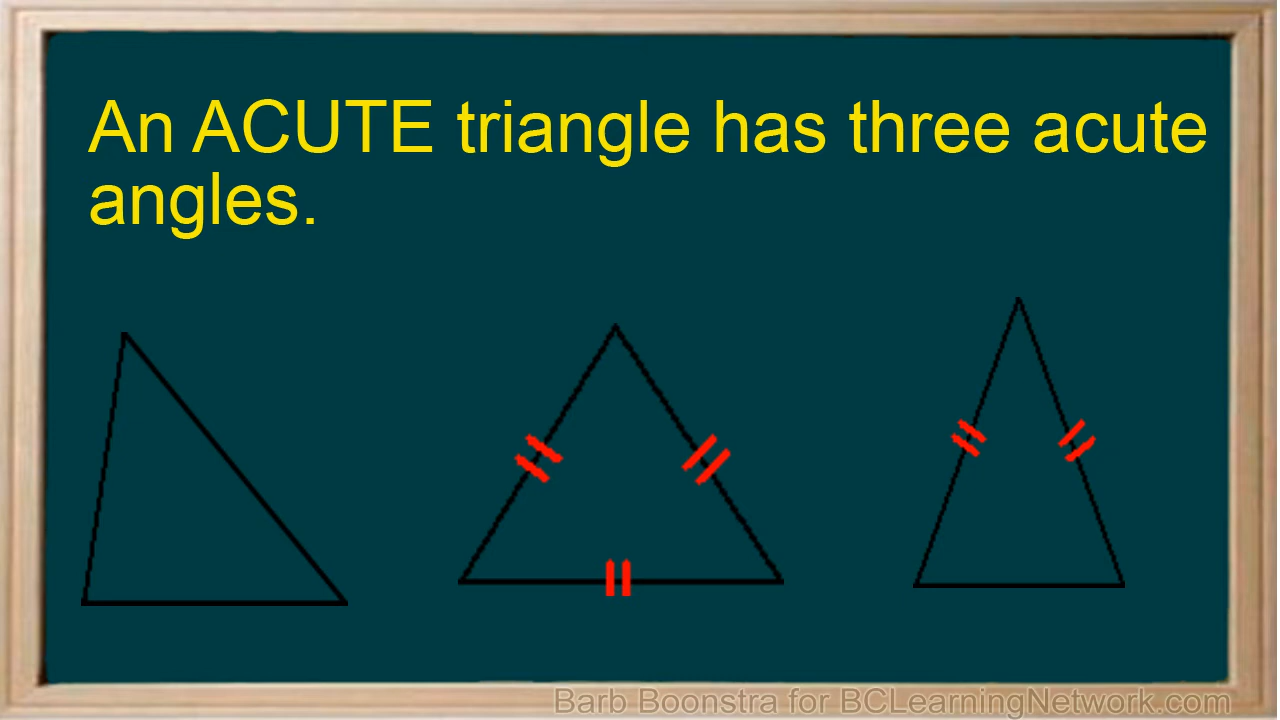 An ACUTE triangle has three acute
angles.
Barb Boonstra for BCLearningNetwork.com